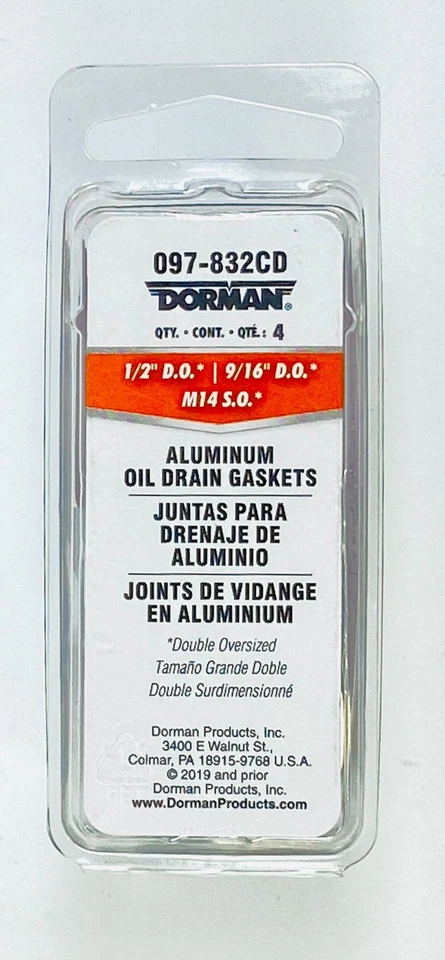 097-832CD
DORMAN®
QTY. • CONT. • QTÉ.: 4
1/2" D.O.* | 9/16" D.O.*
M14 S.O.*
ALUMINUM
OIL DRAIN GASKETS
JUNTAS PARA
DRENAJE DE
ALUMINIO
JOINTS DE VIDANGE
EN ALUMINIUM
*Double Oversized
Tamaño Grande Doble
Double Surdimensionné
Dorman Products, Inc.
3400 E Walnut St.,
Colmar, PA 18915-9768 U.S.A.
© 2019 and prior
Dorman Products, Inc.
www.DormanProducts.com